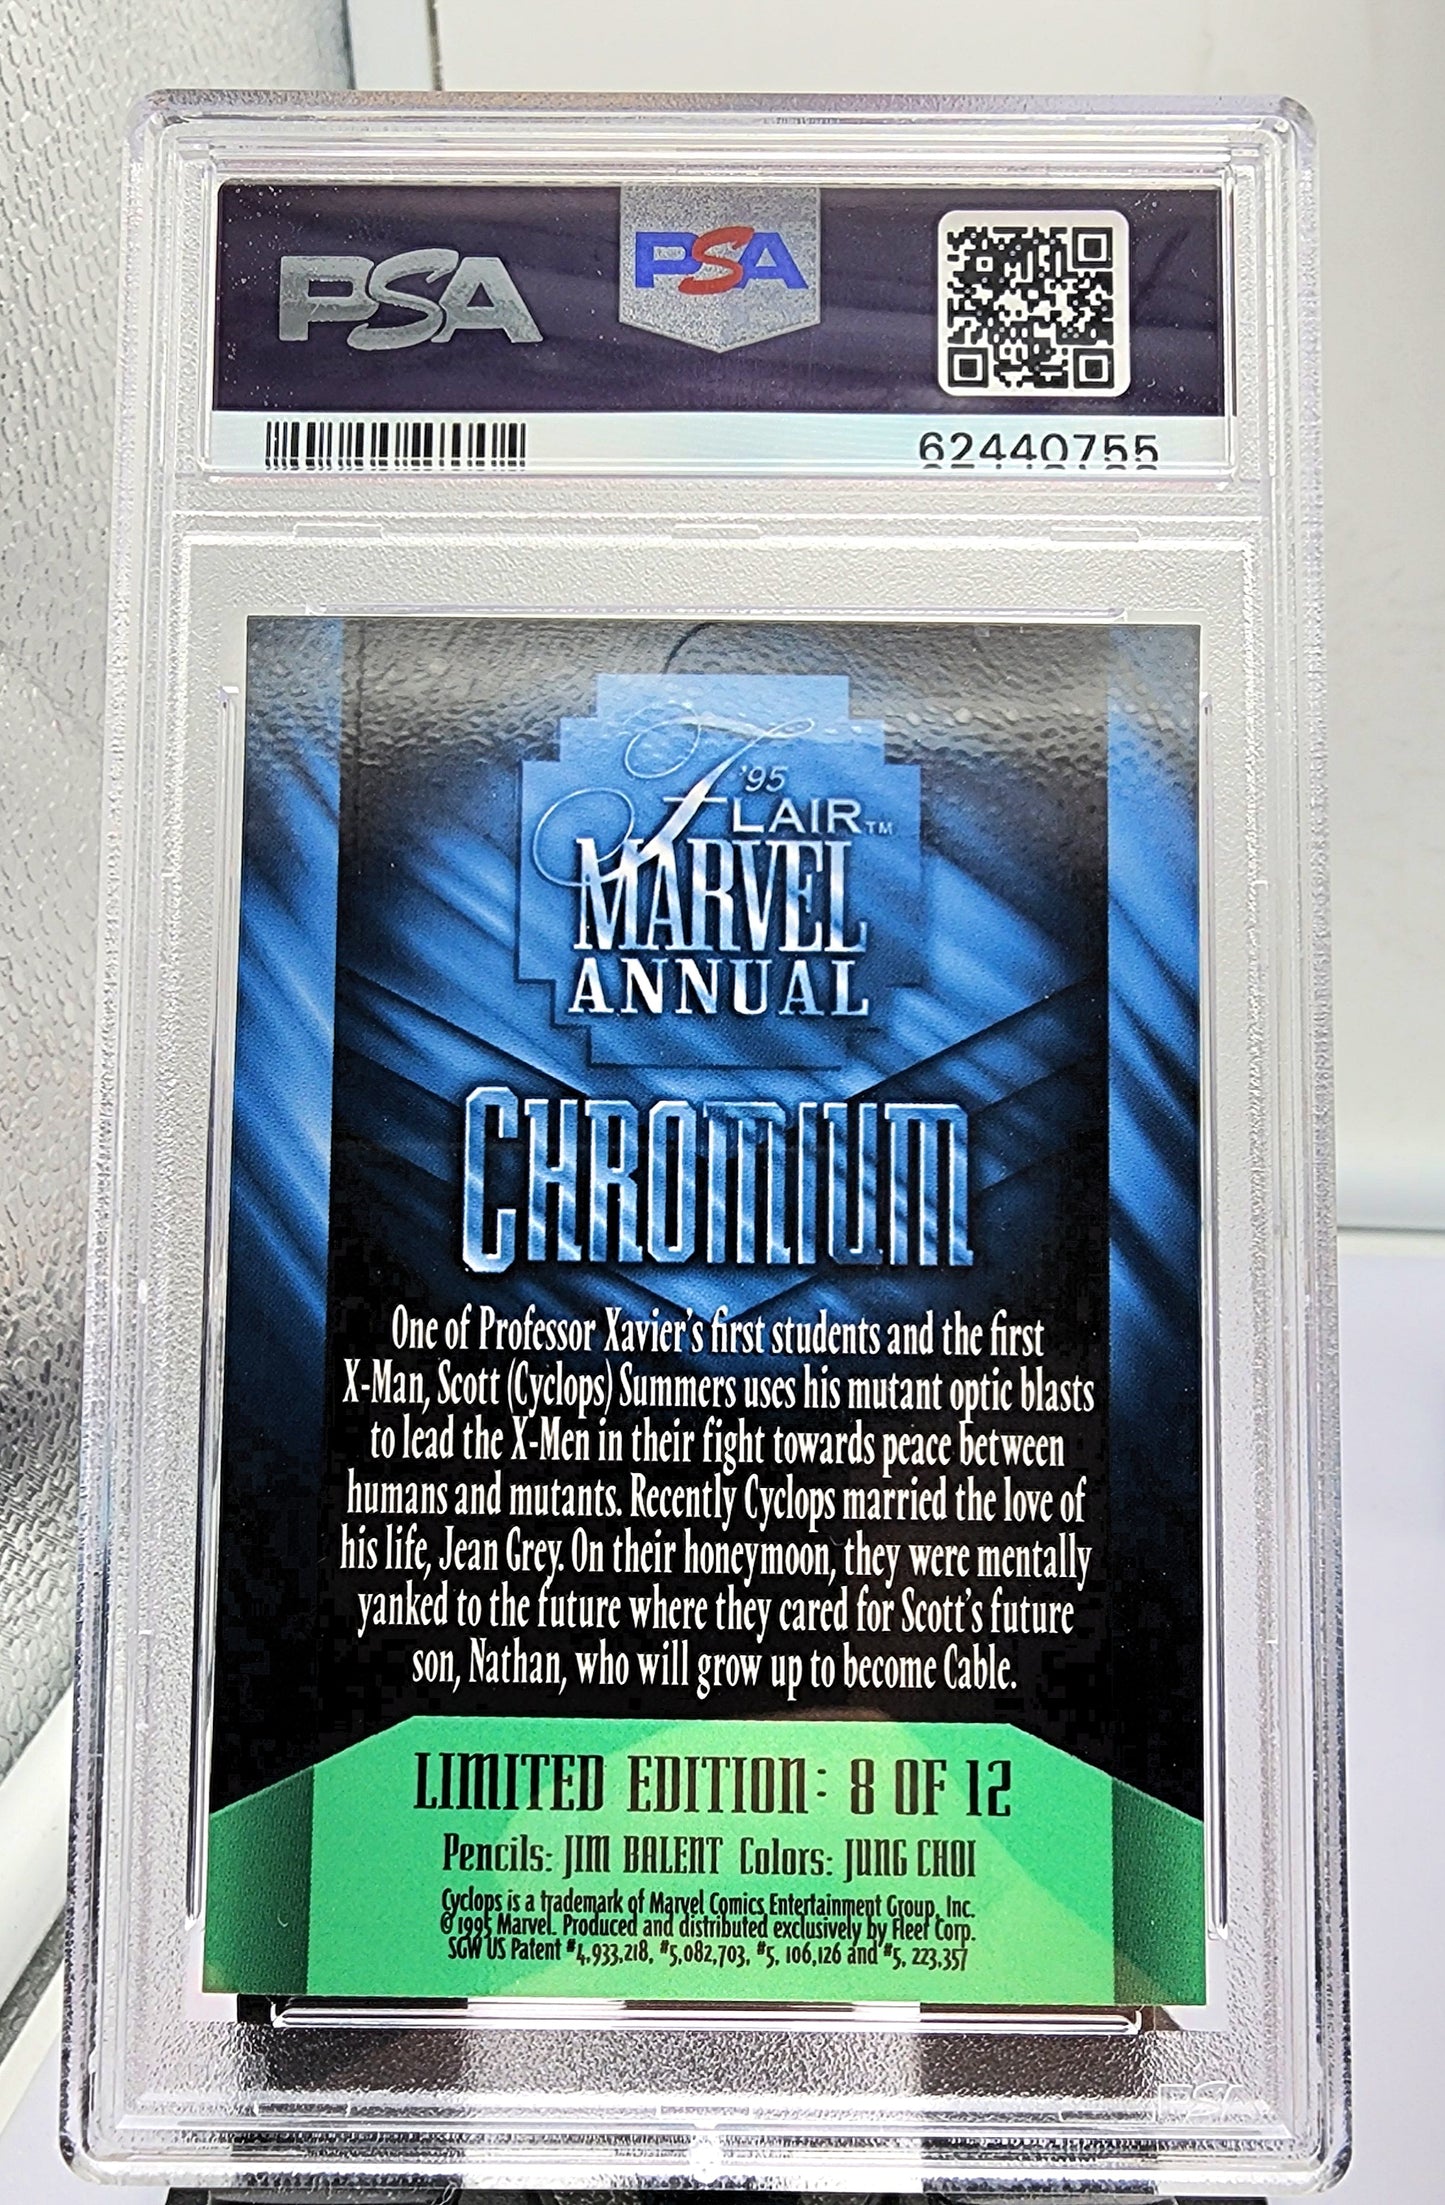 PSA
PSA
62440755
'95
FLAIR™
MARVEL
ANNUAL
CHROMIUM
One of Professor Xavier's first students and the first
X-Man, Scott (Cyclops) Summers uses his mutant optic blasts
to lead the X-Men in their fight towards peace between
humans and mutants. Recently Cyclops married the love of
his life, Jean Grey. On their honeymoon, they were mentally
yanked to the future where they cared for Scott's future
son, Nathan, who will grow up to become Cable.
LIMITED EDITION: 8 OF 12
Pencils: JIM BALENT Colors: JUNG CHOI
Cyclops is a trademark of Marvel Comics Entertainment Group, Inc.
© 1995 Marvel. Produced and distributed exclusively by Fleer Corp.
SGW US Patent #4,933,218, #5,082,703, #5, 106,126 and #5, 223,357
PSA